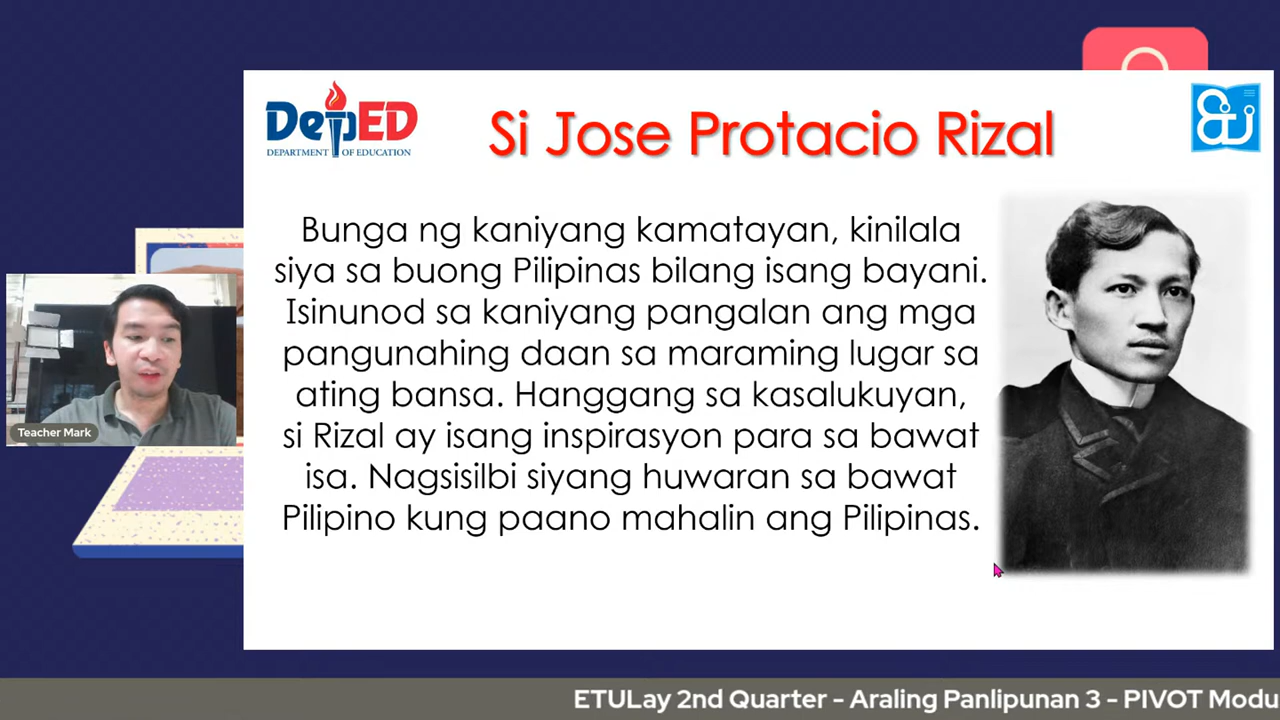 DepED
DEPARTMENT OF EDUCATION
Si Jose Protacio Rizal
Bunga ng kaniyang kamatayan, kinilala
siya sa buong Pilipinas bilang isang bayani.
Isinunod sa kaniyang pangalan ang mga
pangunahing daan sa maraming lugar sa
ating bansa. Hanggang sa kasalukuyan,
si Rizal ay isang inspirasyon para sa bawat
isa. Nagsisilbi siyang huwaran sa bawat
Pilipino kung paano mahalin ang Pilipinas.
Teacher Mark
ETULay 2nd Quarter - Araling Panlipunan 3 - PIVOT Modu